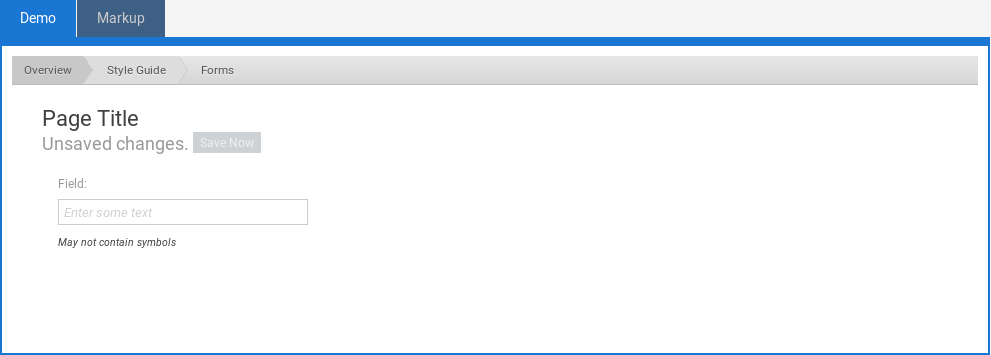 Demo Markup
Overview Style Guide Forms
Page Title
Unsaved changes. Save Now
Field:
Enter some text
May not contain symbols